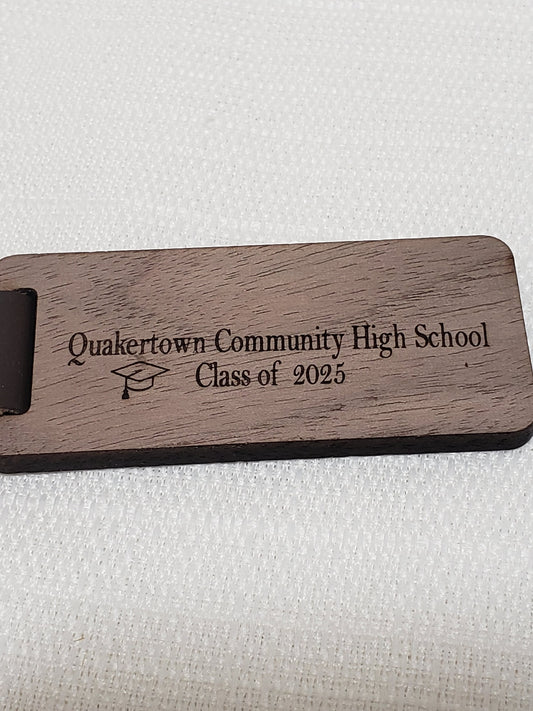 Quakertown Community High School
Class of 2025